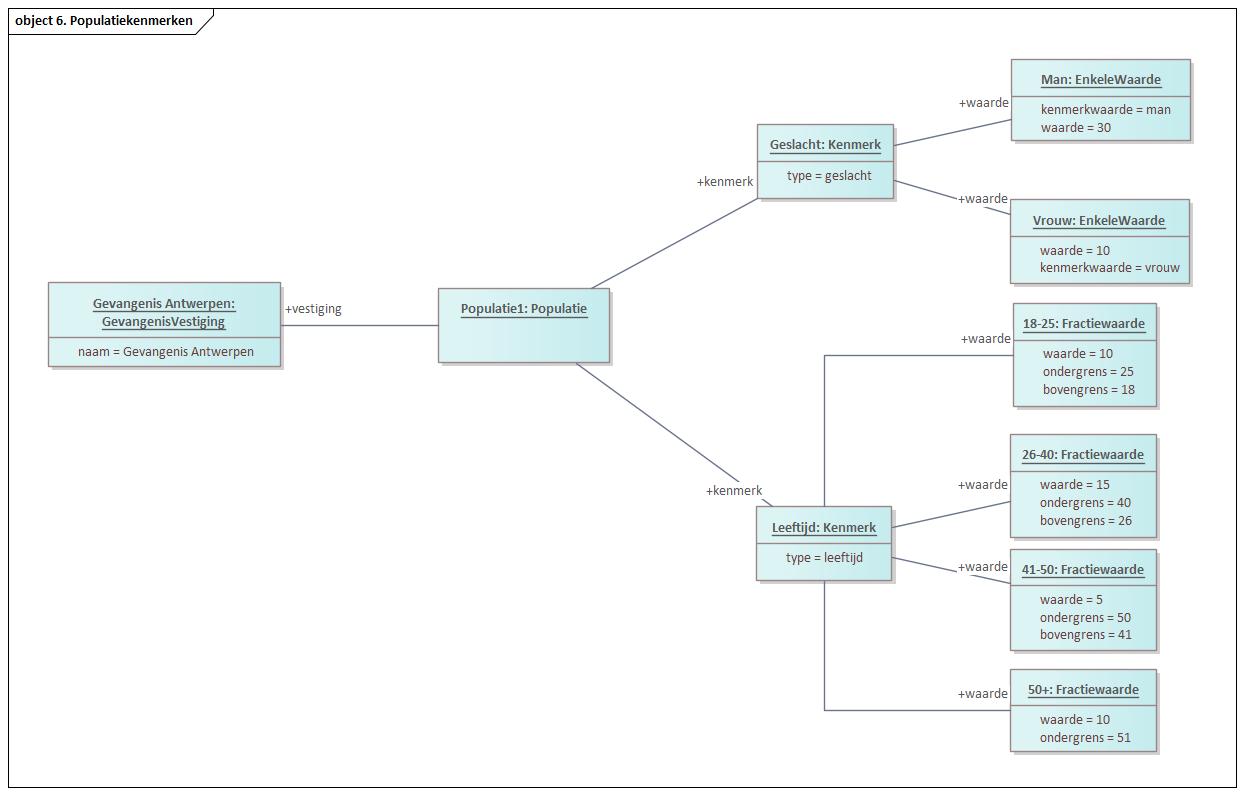 object 6. Populatiekenmerken
Gevangenis Antwerpen:
GevangenisVestiging
naam = Gevangenis Antwerpen
+vestiging
Populatie1: Populatie
+kenmerk
Geslacht: Kenmerk
type = geslacht
+waarde
Man: EnkeleWaarde
kenmerkwaarde = man
waarde = 30
+waarde
Vrouw: EnkeleWaarde
waarde = 10
kenmerkwaarde = vrouw
+kenmerk
Leeftijd: Kenmerk
type = leeftijd
+waarde
18-25: Fractiewaarde
waarde = 10
ondergrens = 25
bovengrens = 18
+waarde
26-40: Fractiewaarde
waarde = 15
ondergrens = 40
bovengrens = 26
+waarde
41-50: Fractiewaarde
waarde = 5
ondergrens = 50
bovengrens = 41
+waarde
50+: Fractiewaarde
waarde = 10
ondergrens = 51